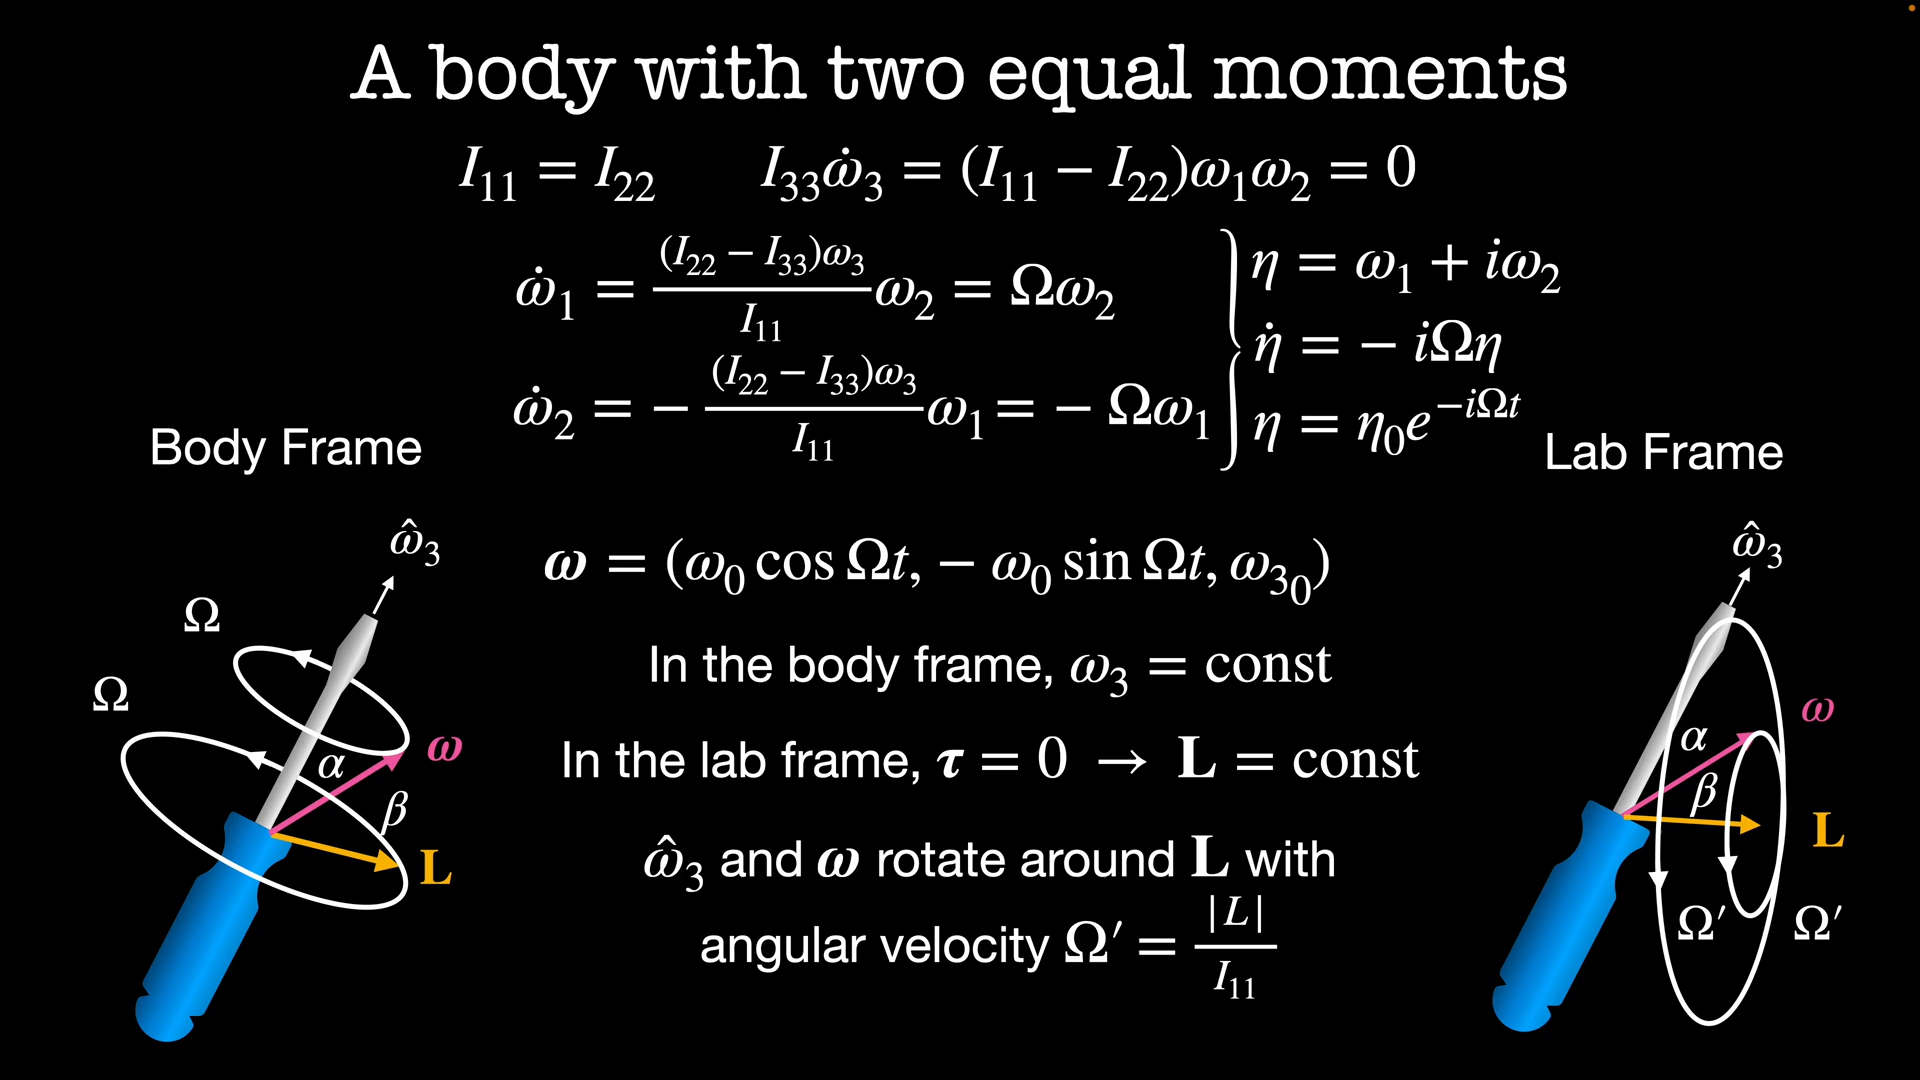 A body with two equal moments
I₁₁ = I₂₂   I₃₃ω̇₃ = (I₁₁ − I₂₂)ω₁ω₂ = 0
ω̇₁ = (I₂₂ − I₃₃)ω₃ / I₁₁ ω₂ = Ωω₂
ω̇₂ = − (I₂₂ − I₃₃)ω₃ / I₁₁ ω₁ = − Ωω₁
η = ω₁ + iω₂
η̇ = − iΩη
η = η₀e^{−iΩt}
Body Frame
Lab Frame
𝝎 = (ω₀ cos Ωt, − ω₀ sin Ωt, ω_{3₀})
In the body frame, ω₃ = const
In the lab frame, 𝝉 = 0 → 𝐋 = const
ω̂₃ and 𝝎 rotate around 𝐋 with
angular velocity Ω′ = |L| / I₁₁
ω̂₃
Ω
Ω
α
𝝎
β
𝐋
ω̂₃
𝝎
α
β
𝐋
Ω′
Ω′